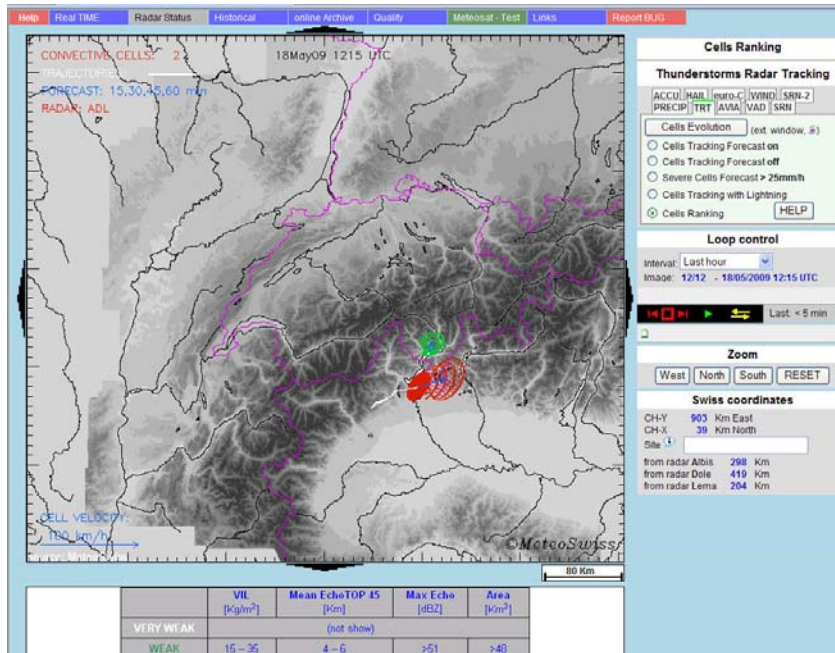 Help Real TIME Radar Status Historical online Archive Quality Meteosat - Test Links Report BUG
CONVECTIVE CELLS: 2
18May09 1215 UTC
TRAJECTORIES
FORECAST: 15,30,45,60 min
RADAR: ADL
CELL VELOCITY:
100 km/h
©MeteoSwiss
80 Km
Cells Ranking
Thunderstorms Radar Tracking
ACCU HAIL euro-C WIND SRN-2
PRECIP TRT AVIA VAD SRN
Cells Evolution (ext. window,
Cells Tracking Forecast on
Cells Tracking Forecast off
Severe Cells Forecast > 25mm/h
Cells Tracking with Lightning
Cells Ranking HELP
Loop control
Interval: Last hour
Image: 12/12 - 18/05/2009 12:15 UTC
Last: < 5 min
Zoom
West North South RESET
Swiss coordinates
CH-Y 903 Km East
CH-X 39 Km North
Site
from radar Albis 298 Km
from radar Dole 419 Km
from radar Lema 204 Km
VIL Mean EchoTOP 45 Max Echo Area
[Kg/m²] [Km] [dBZ] [Km²]
VERY WEAK (not show)
WEAK 15 – 35 4 – 6 >51 >48